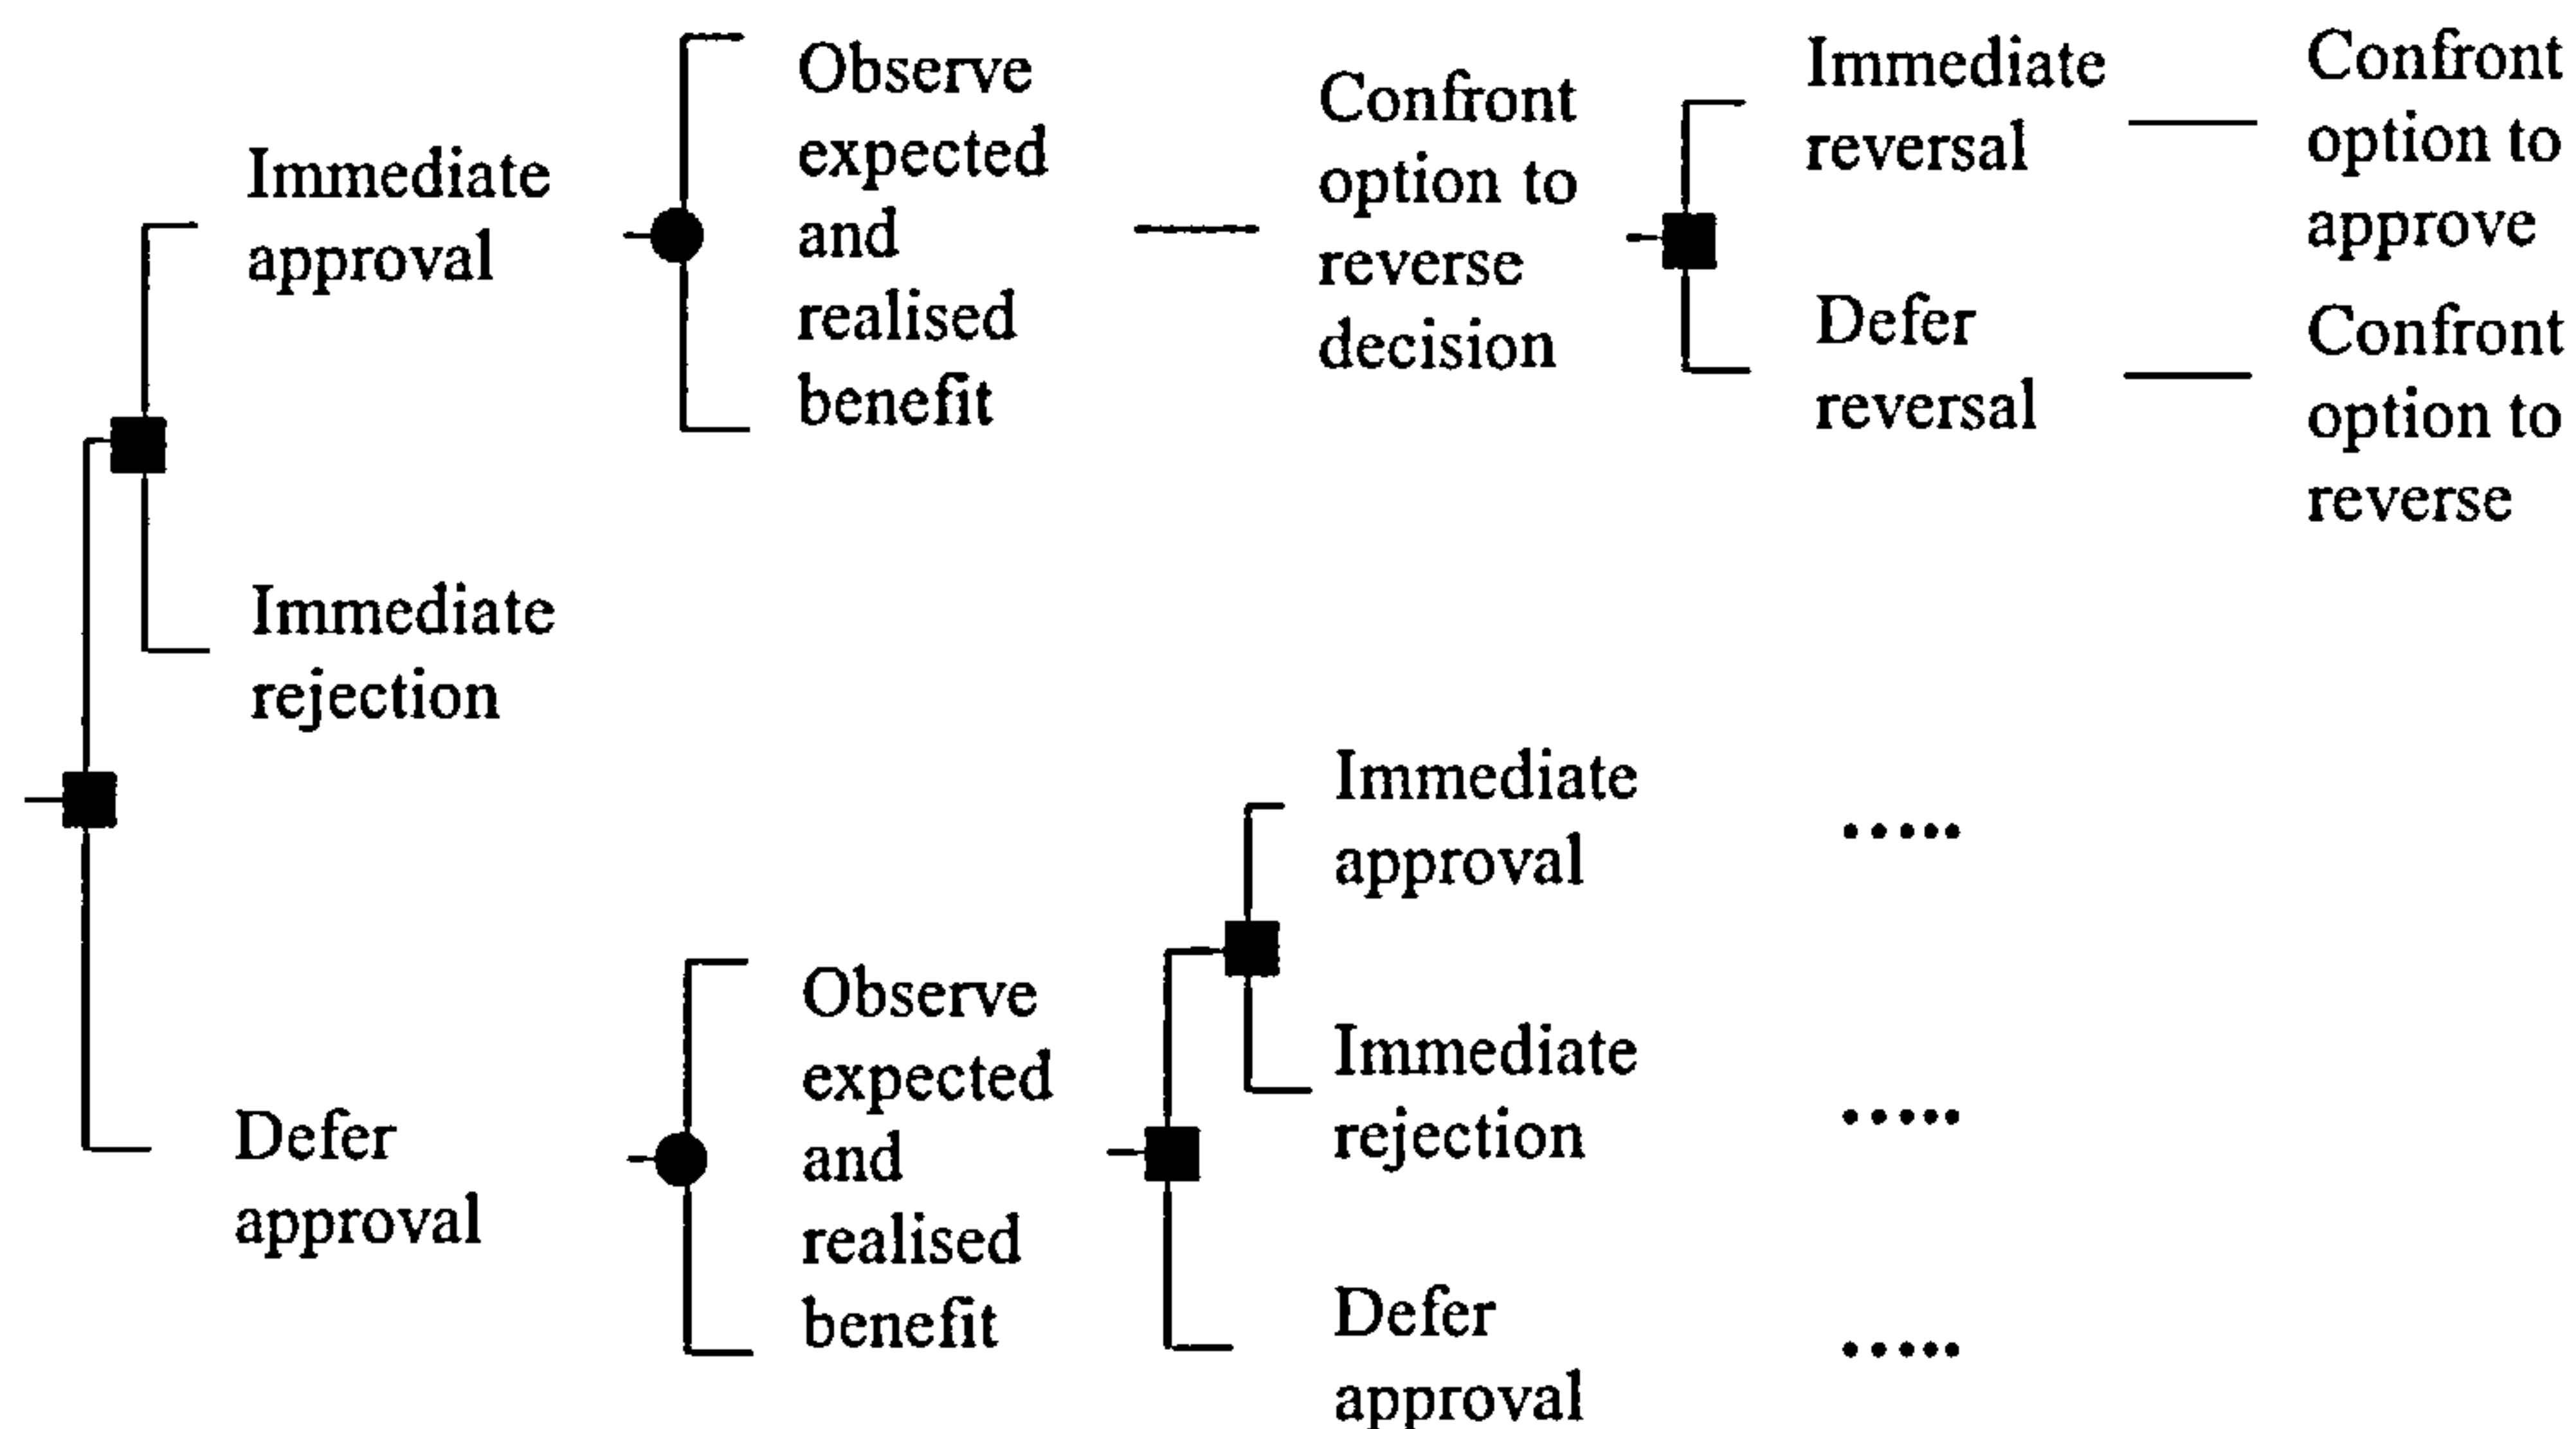 Immediate
approval
Observe
expected
and
realised
benefit
Confront
option to
reverse
decision
Immediate
reversal
Confront
option to
approve
Defer
reversal
Confront
option to
reverse
Immediate
rejection
Defer
approval
Observe
expected
and
realised
benefit
Immediate
approval
.....
Immediate
rejection
.....
Defer
approval
.....